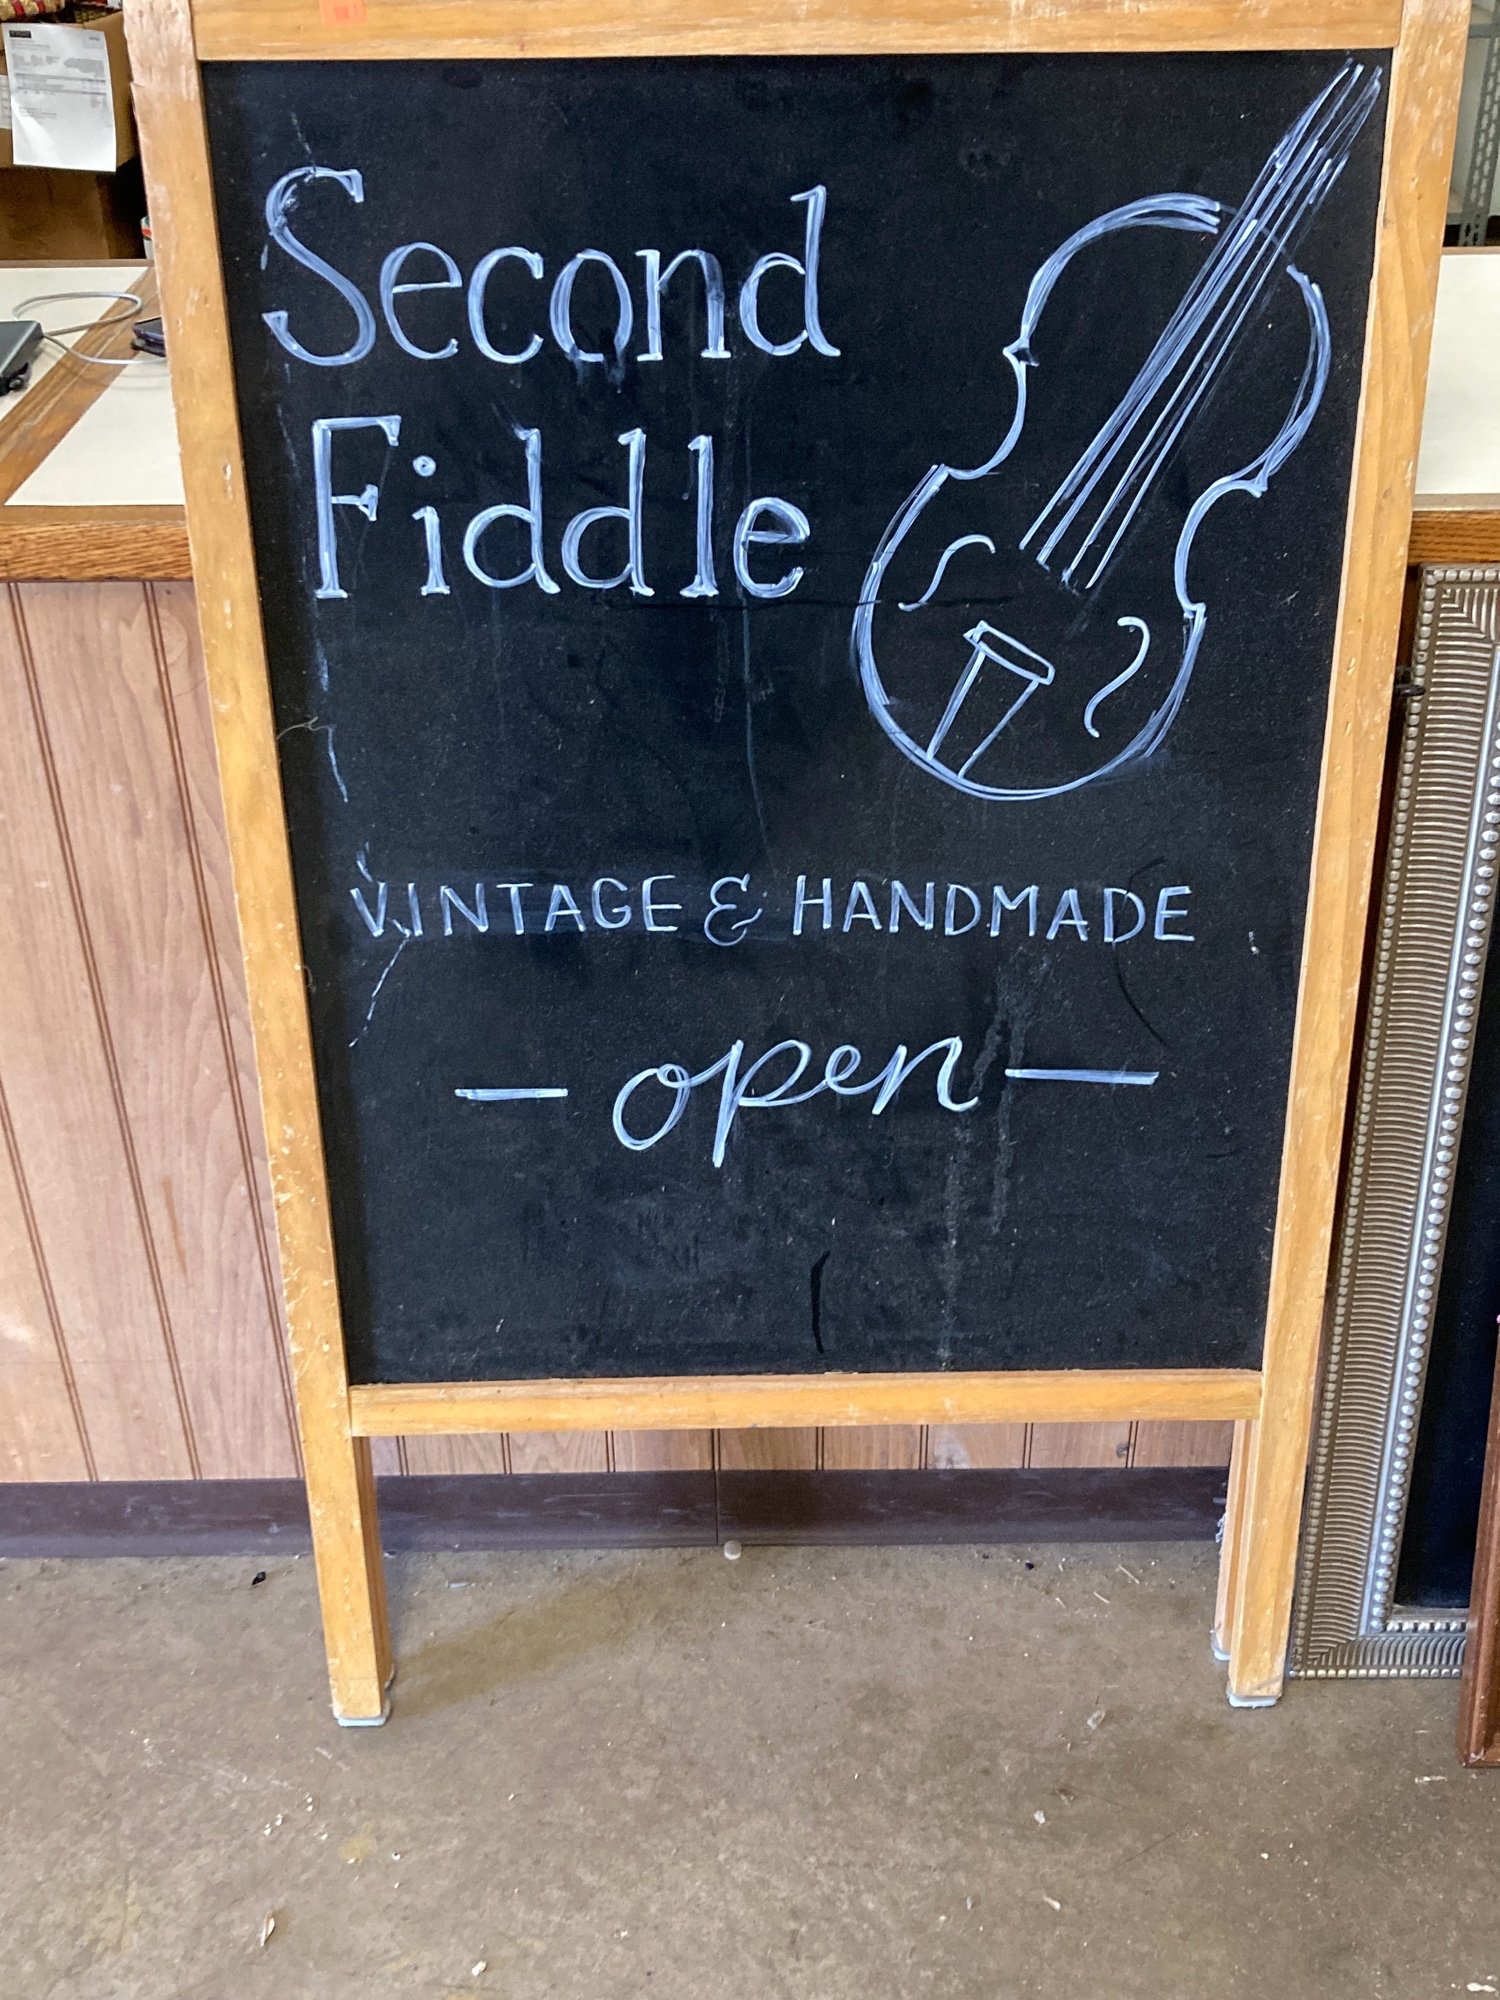 Second
Fiddle
VINTAGE & HANDMADE
— open —